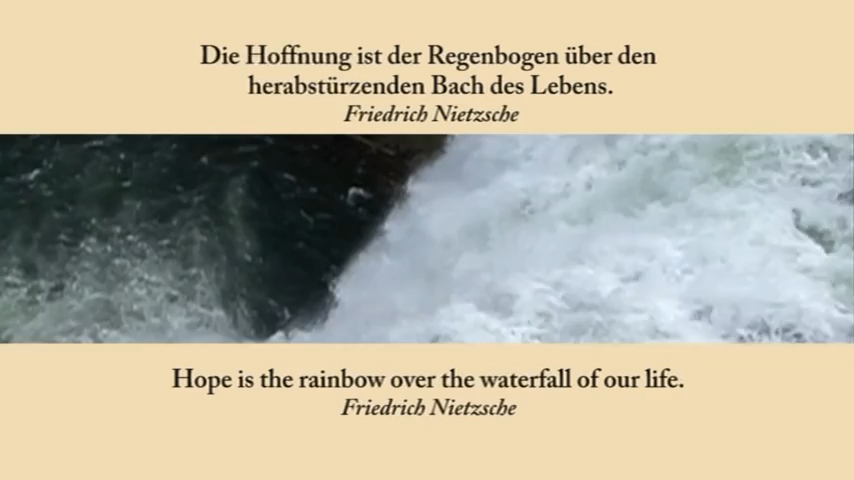 Die Hoffnung ist der Regenbogen über den
herabstürzenden Bach des Lebens.
Friedrich Nietzsche
Hope is the rainbow over the waterfall of our life.
Friedrich Nietzsche